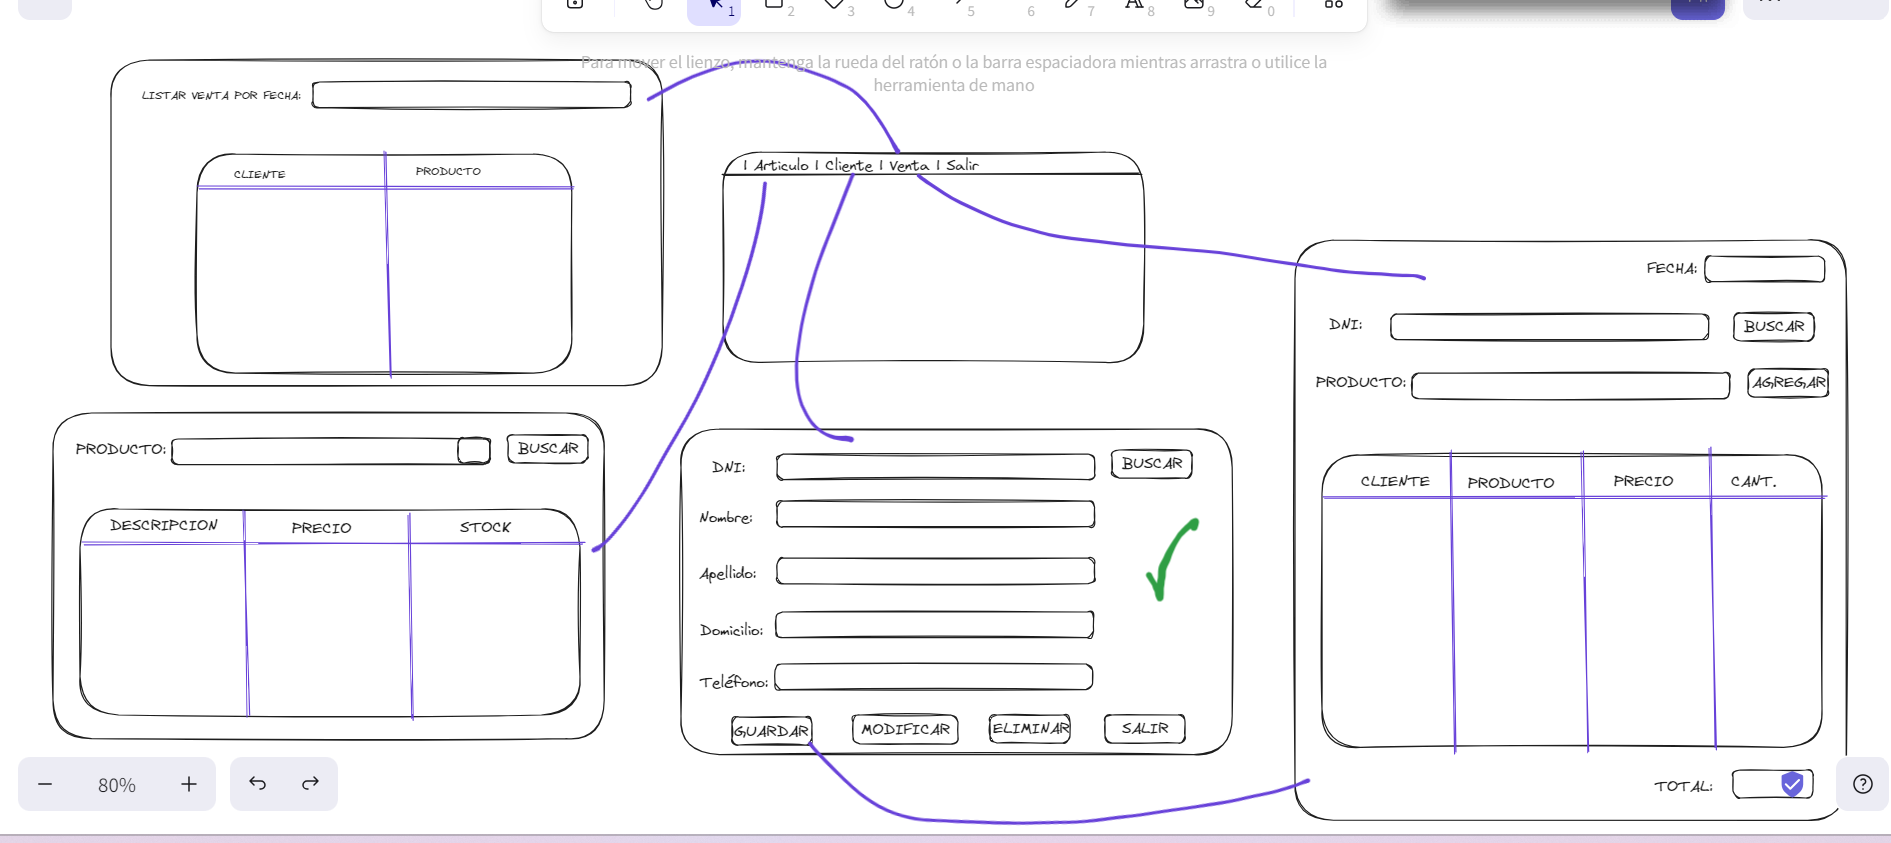 1 2 3 4 5 6 7 8 9 0
Para mover el lienzo, mantenga la rueda del ratón o la barra espaciadora mientras arrastra o utilice la
herramienta de mano
LISTAR VENTA POR FECHA:
CLIENTE PRODUCTO
| Articulo | Cliente | Venta | Salir
FECHA:
DNI: BUSCAR
PRODUCTO: AGREGAR
CLIENTE PRODUCTO PRECIO CANT.
TOTAL:
PRODUCTO: BUSCAR
DESCRIPCION PRECIO STOCK
DNI: BUSCAR
Nombre:
Apellido:
Domicilio:
Teléfono:
GUARDAR MODIFICAR ELIMINAR SALIR
80%